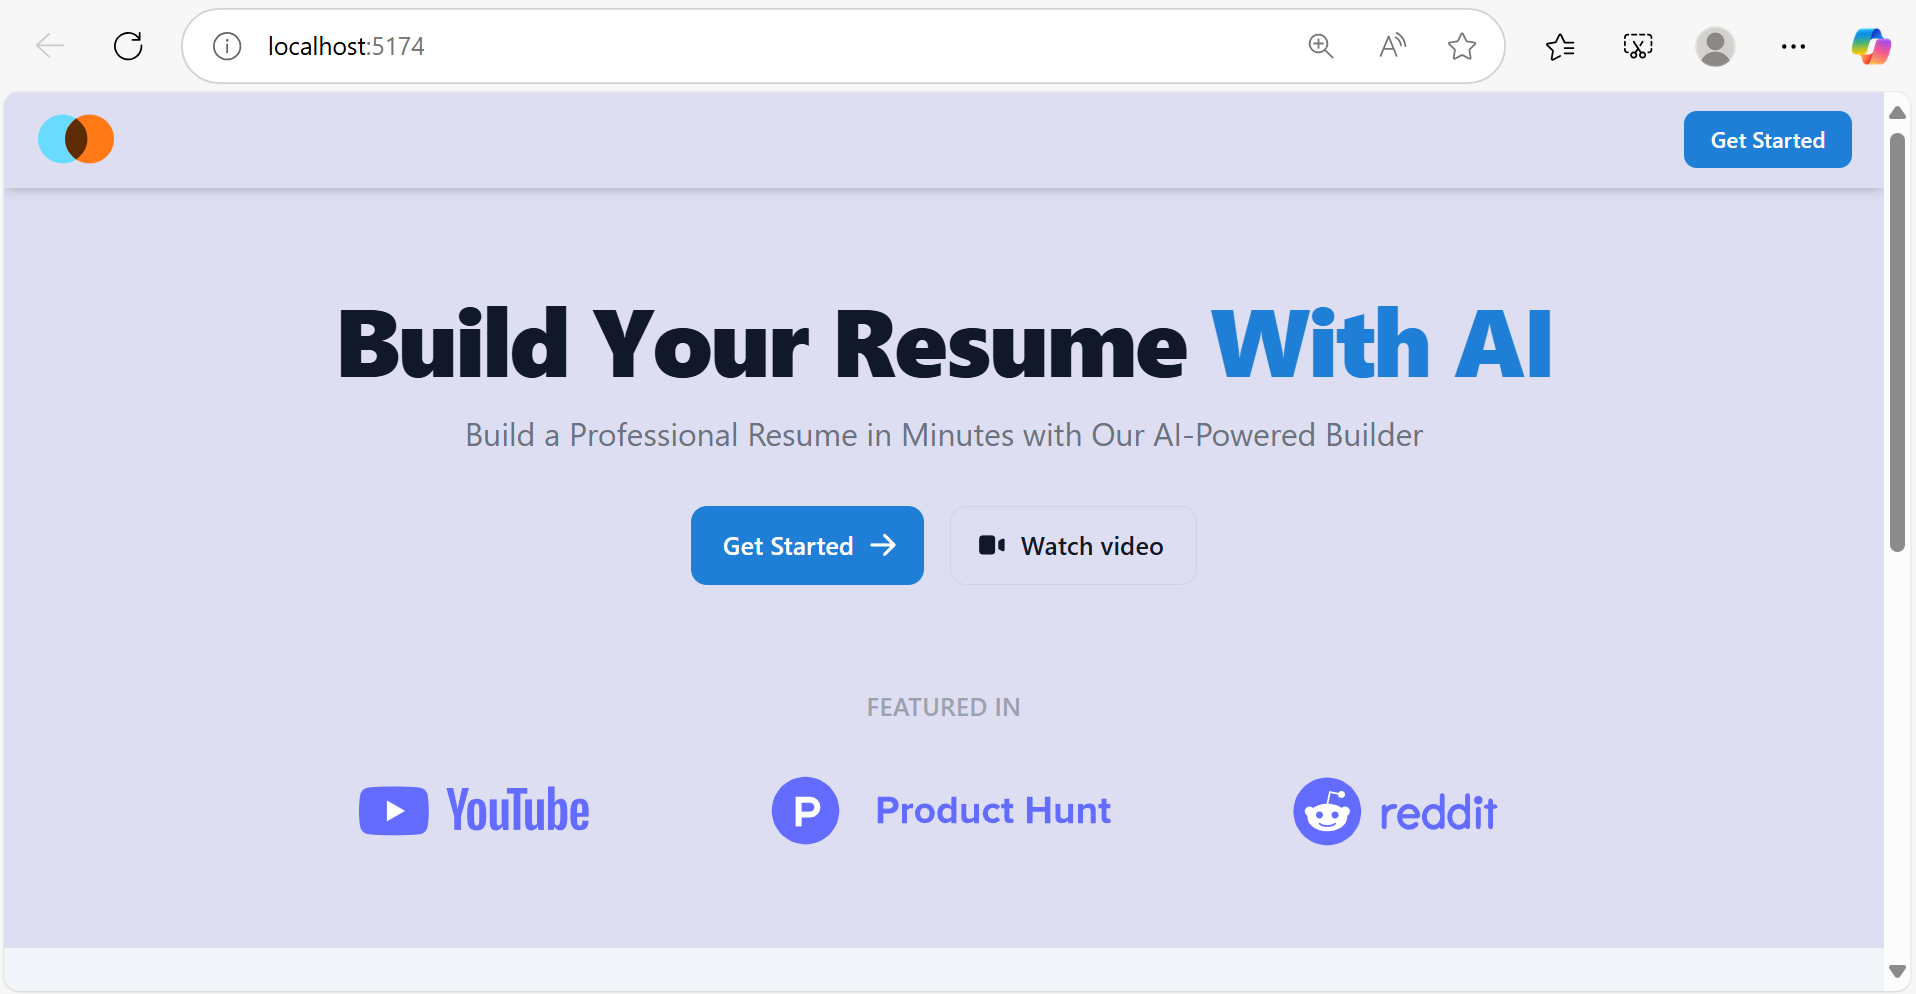 localhost:5174
Get Started
Build Your Resume With AI
Build a Professional Resume in Minutes with Our AI-Powered Builder
Get Started
Watch video
FEATURED IN
YouTube
P Product Hunt
reddit